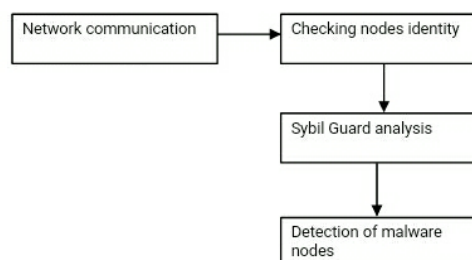 Network communication
Checking nodes identity
Sybil Guard analysis
Detection of malware
nodes